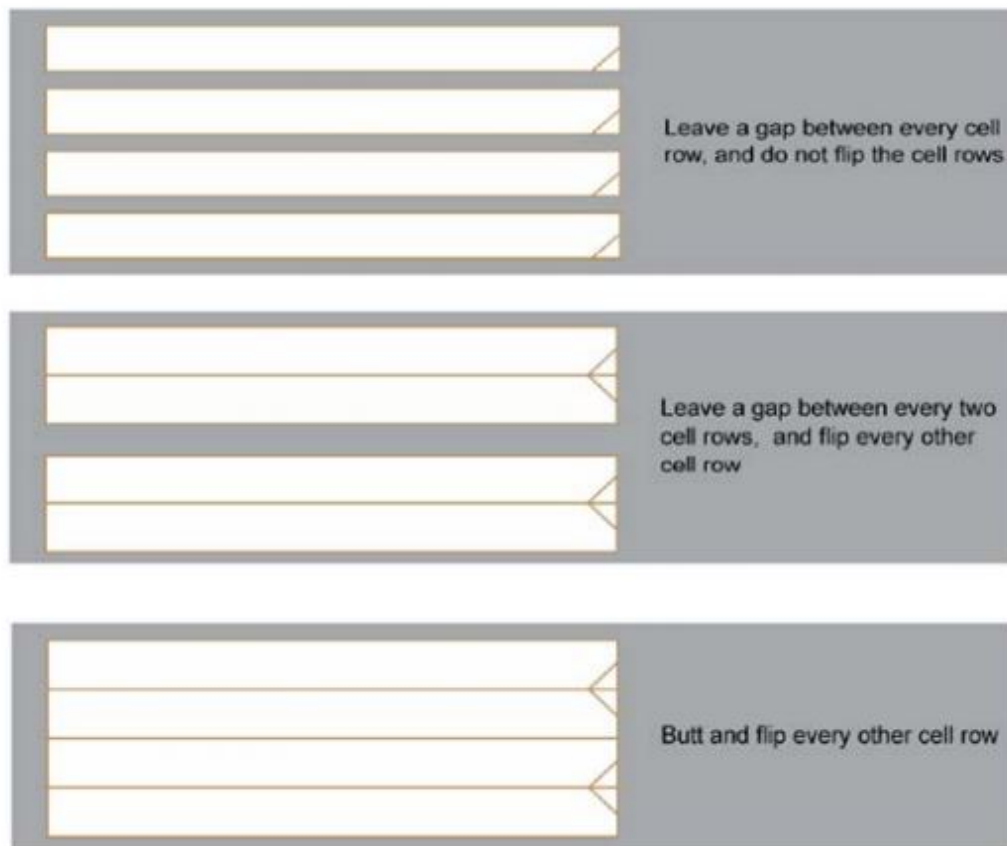 Leave a gap between every cell
row, and do not flip the cell rows
Leave a gap between every two
cell rows, and flip every other
cell row
Butt and flip every other cell row